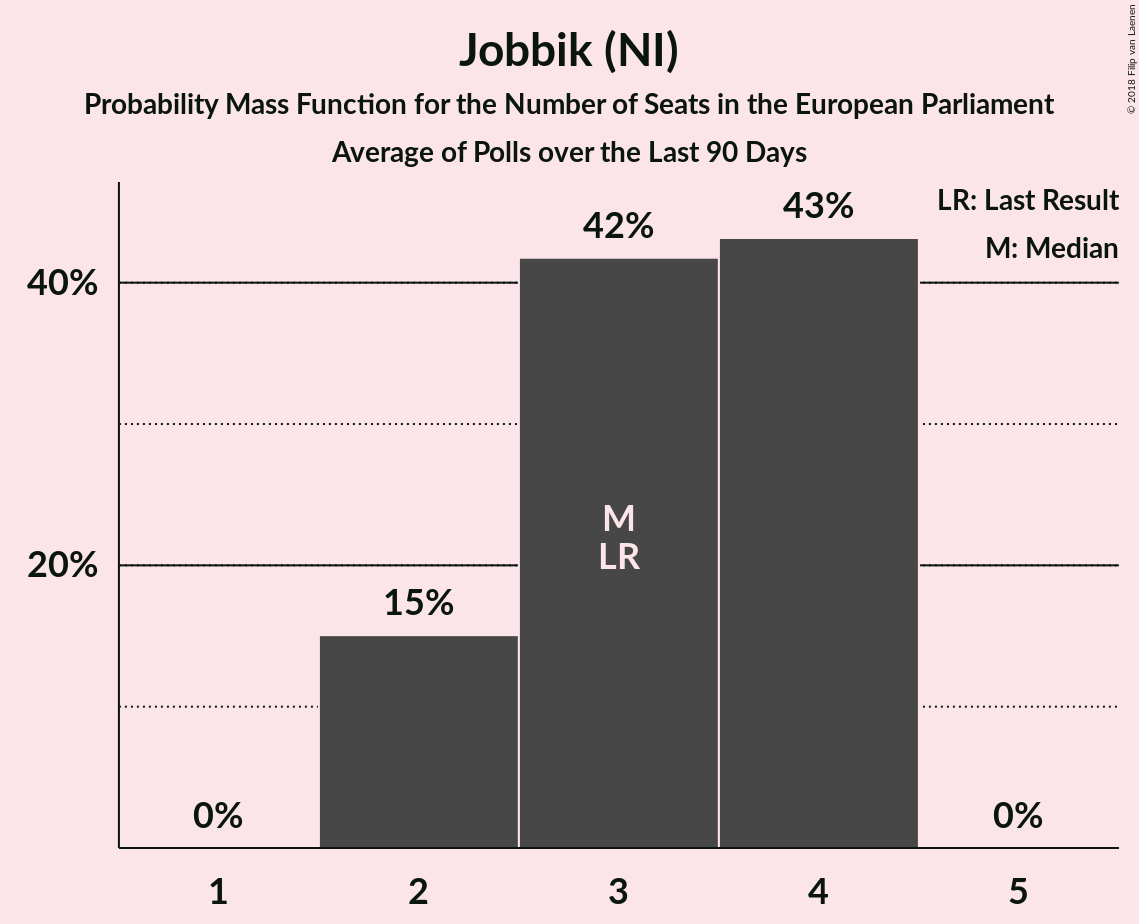 Jobbik (NI)
Probability Mass Function for the Number of Seats in the European Parliament
Average of Polls over the Last 90 Days
© 2018 Filip van Laenen
LR: Last Result
M: Median
40%
20%
0%
15%
42%
43%
0%
M
LR
1
2
3
4
5